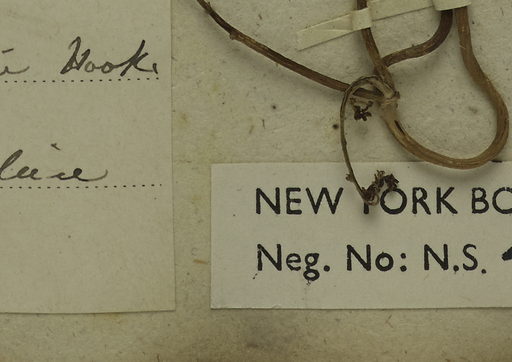 Hook.
NEW YORK BO
Neg. No: N.S.